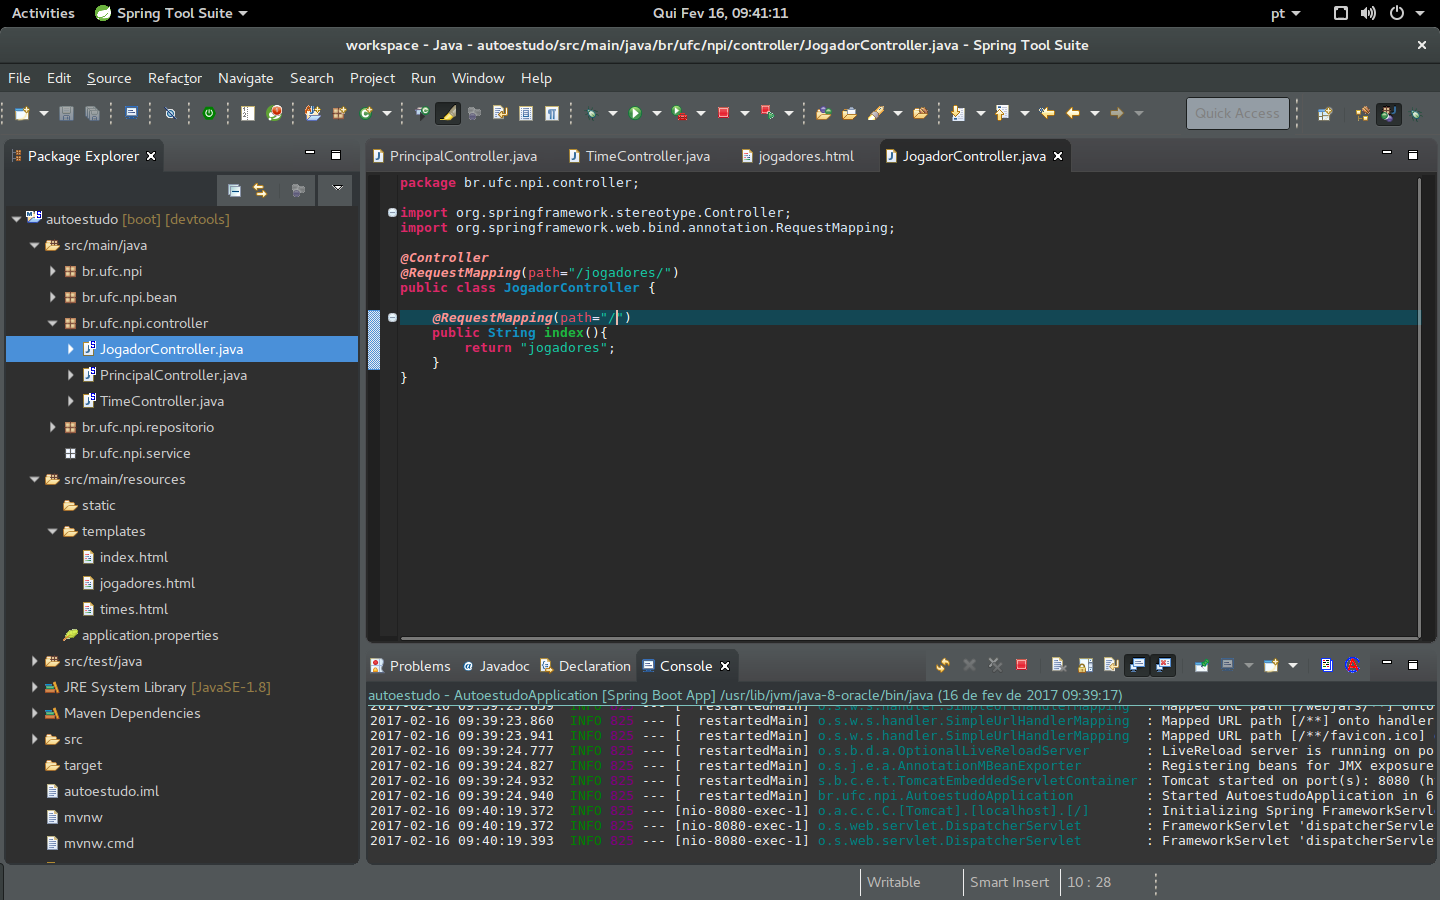 Activities
Spring Tool Suite
Qui Fev 16, 09:41:11
pt
workspace - Java - autoestudo/src/main/java/br/ufc/npi/controller/JogadorController.java - Spring Tool Suite
File Edit Source Refactor Navigate Search Project Run Window Help
Quick Access
Package Explorer
autoestudo [boot] [devtools]
src/main/java
br.ufc.npi
br.ufc.npi.bean
br.ufc.npi.controller
JogadorController.java
PrincipalController.java
TimeController.java
br.ufc.npi.repositorio
br.ufc.npi.service
src/main/resources
static
templates
index.html
jogadores.html
times.html
application.properties
src/test/java
JRE System Library [JavaSE-1.8]
Maven Dependencies
src
target
autoestudo.iml
mvnw
mvnw.cmd
PrincipalController.java TimeController.java jogadores.html JogadorController.java
package br.ufc.npi.controller;
import org.springframework.stereotype.Controller;
import org.springframework.web.bind.annotation.RequestMapping;
@Controller
@RequestMapping(path="/jogadores/")
public class JogadorController {
@RequestMapping(path="/")
public String index(){
return "jogadores";
}
}
Problems Javadoc Declaration Console
autoestudo - AutoestudoApplication [Spring Boot App] /usr/lib/jvm/java-8-oracle/bin/java (16 de fev de 2017 09:39:17)
2017-02-16 09:39:23.859 --- [ restartedMain] o.s.w.s.handler.SimpleUrlHandlerMapping : Mapped URL path [/webjars/**] onto
2017-02-16 09:39:23.860 INFO --- [ restartedMain] o.s.w.s.handler.SimpleUrlHandlerMapping : Mapped URL path [/**] onto handler
2017-02-16 09:39:23.941 INFO --- [ restartedMain] o.s.w.s.handler.SimpleUrlHandlerMapping : Mapped URL path [/**/favicon.ico]
2017-02-16 09:39:24.777 INFO --- [ restartedMain] o.s.b.d.a.OptionalLiveReloadServer : LiveReload server is running on po
2017-02-16 09:39:24.827 INFO --- [ restartedMain] o.s.j.e.a.AnnotationMBeanExporter : Registering beans for JMX exposure
2017-02-16 09:39:24.932 INFO --- [ restartedMain] s.b.c.e.t.TomcatEmbeddedServletContainer : Tomcat started on port(s): 8080 (h
2017-02-16 09:39:24.940 INFO --- [ restartedMain] br.ufc.npi.AutoestudoApplication : Started AutoestudoApplication in 6
2017-02-16 09:40:19.372 INFO --- [nio-8080-exec-1] o.a.c.c.C.[Tomcat].[localhost].[/] : Initializing Spring FrameworkServl
2017-02-16 09:40:19.372 INFO --- [nio-8080-exec-1] o.s.web.servlet.DispatcherServlet : FrameworkServlet 'dispatcherServle
2017-02-16 09:40:19.393 INFO --- [nio-8080-exec-1] o.s.web.servlet.DispatcherServlet : FrameworkServlet 'dispatcherServle
Writable Smart Insert 10 : 28